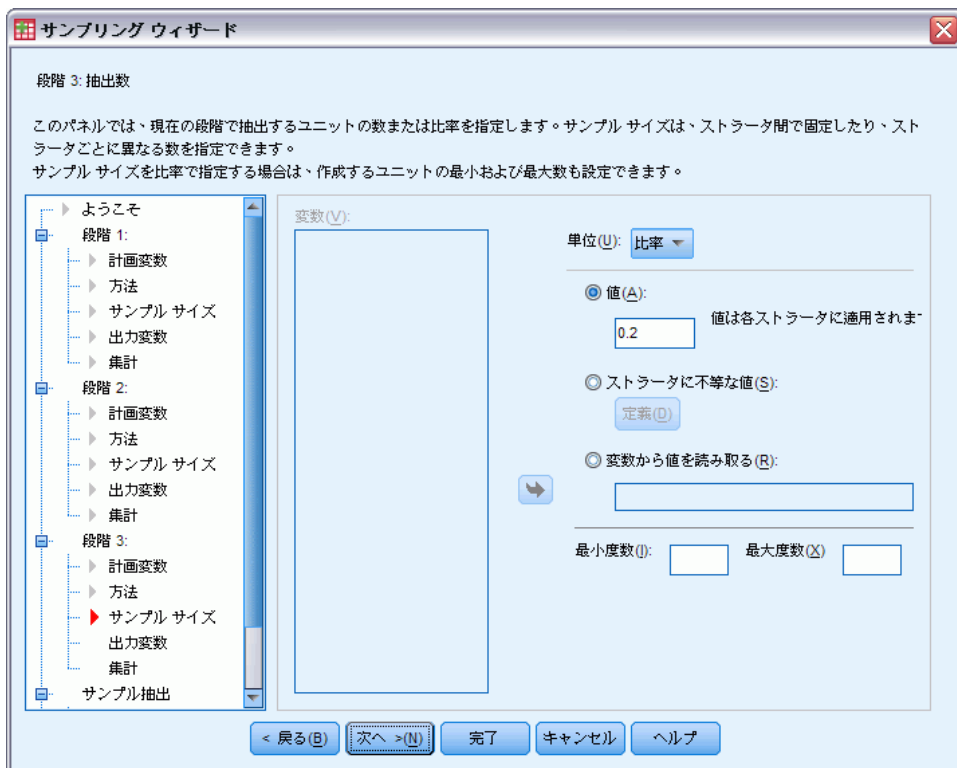 サンプリング ウィザード
段階 3: 抽出数
このパネルでは、現在の段階で抽出するユニットの数または比率を指定します。サンプル サイズは、ストラータ間で固定したり、スト
ラータごとに異なる数を指定できます。
サンプル サイズを比率で指定する場合は、作成するユニットの最小および最大数も設定できます。
ようこそ
段階 1:
計画変数
方法
サンプル サイズ
出力変数
集計
段階 2:
計画変数
方法
サンプル サイズ
出力変数
集計
段階 3:
計画変数
方法
サンプル サイズ
出力変数
集計
サンプル抽出
変数(V):
単位(U): 比率
値(A):
0.2
値は各ストラータに適用されま
ストラータに不等な値(S):
定義(D)
変数から値を読み取る(R):
最小度数(I): 最大度数(X)
< 戻る(B) 次へ >(N) 完了 キャンセル ヘルプ